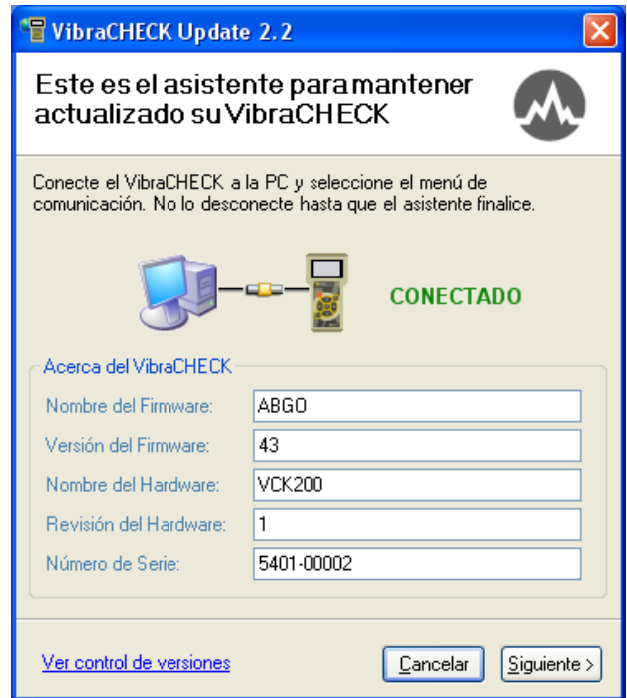 VibraCHECK Update 2.2
Este es el asistente para mantener
actualizado su VibraCHECK
Conecte el VibraCHECK a la PC y seleccione el menú de
comunicación. No lo desconecte hasta que el asistente finalice.
CONECTADO
Acerca del VibraCHECK
Nombre del Firmware: ABGO
Versión del Firmware: 43
Nombre del Hardware: VCK200
Revisión del Hardware: 1
Número de Serie: 5401-00002
Ver control de versiones Cancelar Siguiente >